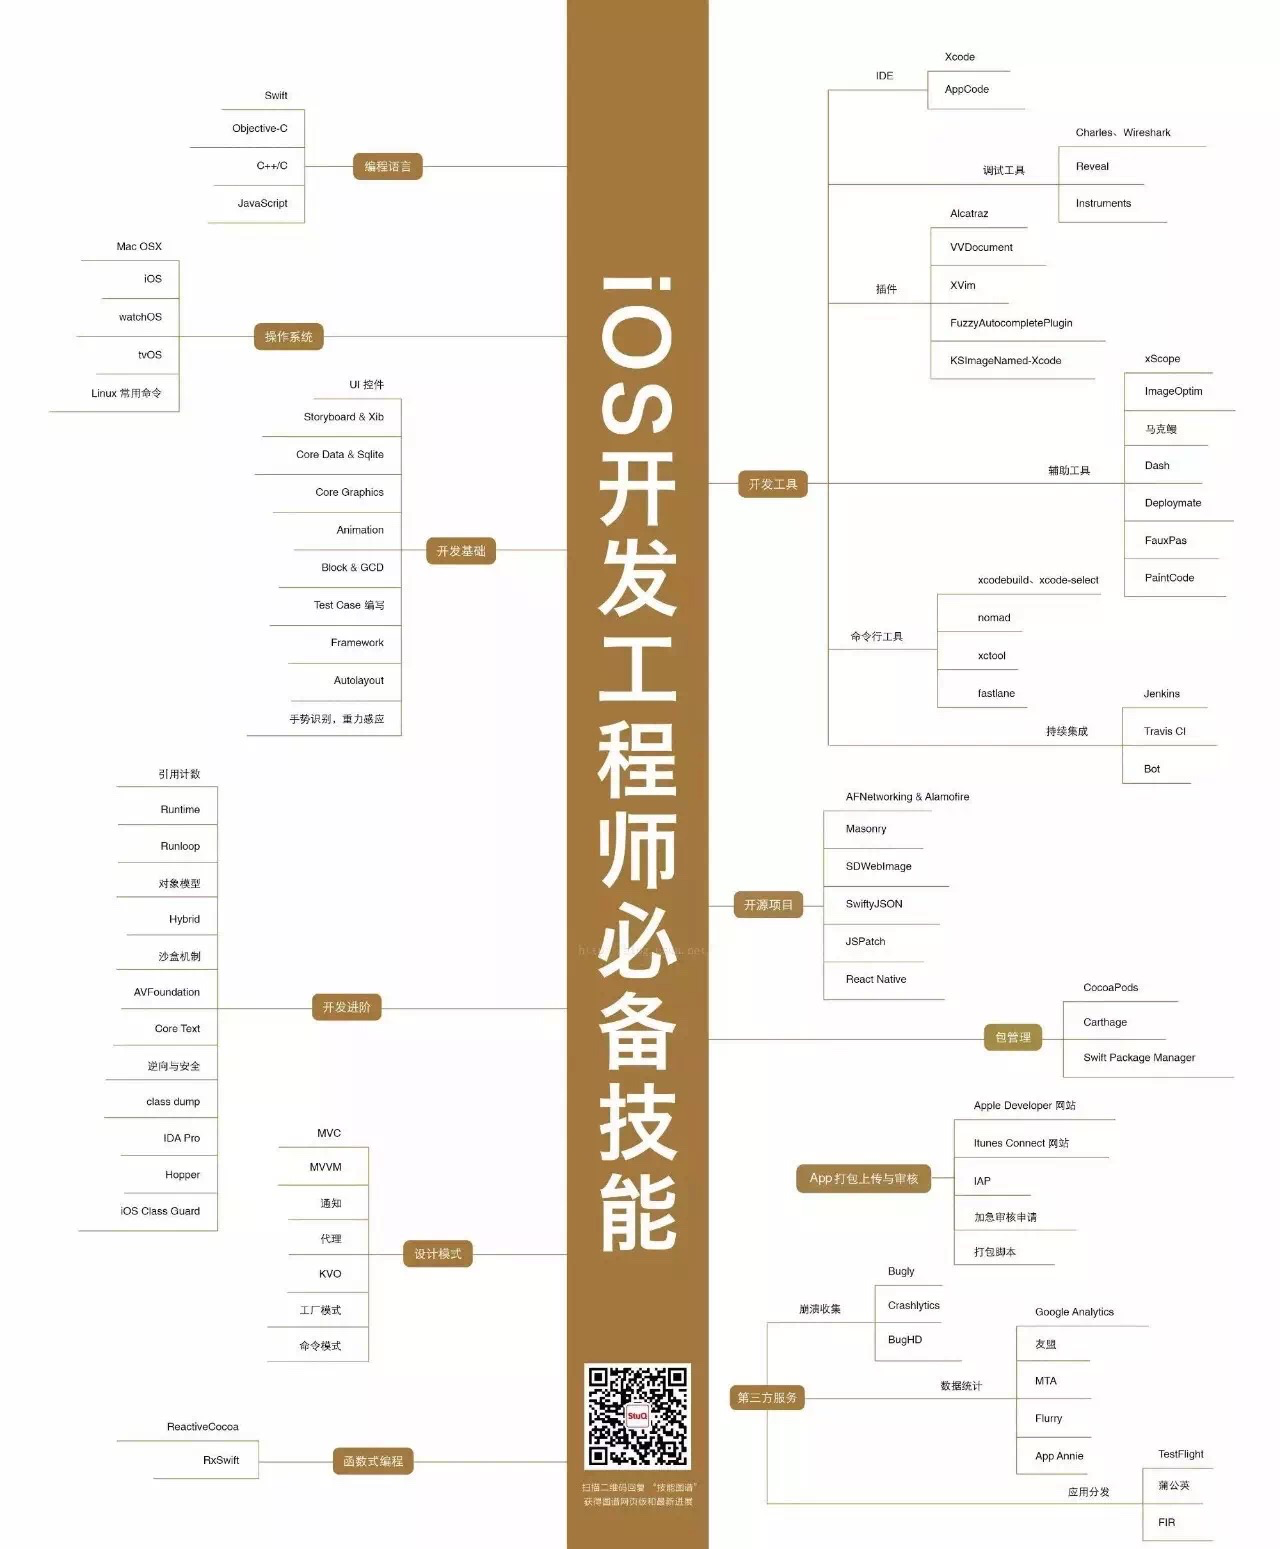 Swift
Objective-C
C++/C
JavaScript
编程语言
Mac OSX
iOS
watchOS
tvOS
Linux 常用命令
操作系统
UI 控件
Storyboard & Xib
Core Data & Sqlite
Core Graphics
Animation
Block & GCD
Test Case 编写
Framework
Autolayout
手势识别，重力感应
开发基础
引用计数
Runtime
Runloop
对象模型
Hybrid
沙盒机制
AVFoundation
Core Text
逆向与安全
class dump
IDA Pro
Hopper
iOS Class Guard
开发进阶
MVC
MVVM
通知
代理
KVO
工厂模式
命令模式
设计模式
ReactiveCocoa
RxSwift
函数式编程
iOS开发工程师必备技能
StuQ
扫描二维码回复 “技能图谱”
获得图谱网页版和最新进展
开发工具
IDE
Xcode
AppCode
调试工具
Charles、Wireshark
Reveal
Instruments
插件
Alcatraz
VVDocument
XVim
FuzzyAutocompletePlugin
KSImageNamed-Xcode
辅助工具
xScope
ImageOptim
马克鳗
Dash
Deploymate
FauxPas
PaintCode
命令行工具
xcodebuild、xcode-select
nomad
xctool
fastlane
持续集成
Jenkins
Travis CI
Bot
开源项目
AFNetworking & Alamofire
Masonry
SDWebImage
SwiftyJSON
JSPatch
React Native
包管理
CocoaPods
Carthage
Swift Package Manager
App 打包上传与审核
Apple Developer 网站
Itunes Connect 网站
IAP
加急审核申请
打包脚本
第三方服务
崩溃收集
Bugly
Crashlytics
BugHD
数据统计
Google Analytics
友盟
MTA
Flurry
App Annie
应用分发
TestFlight
蒲公英
FIR